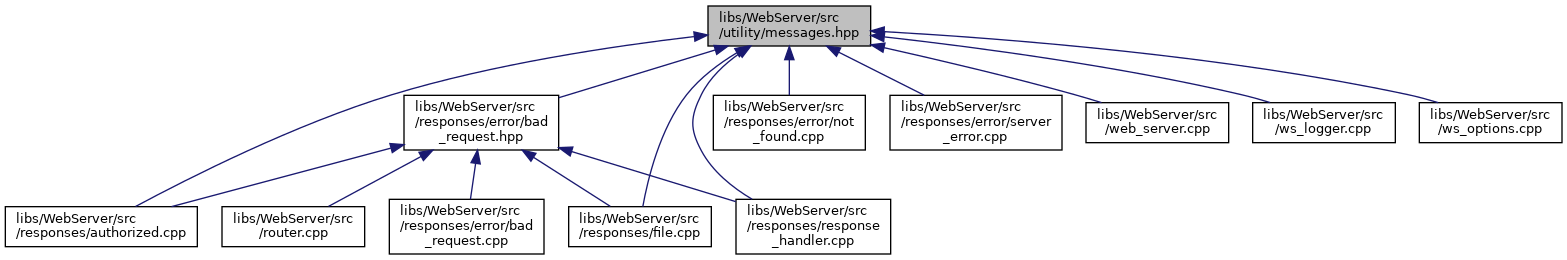 libs/WebServer/src
/utility/messages.hpp
libs/WebServer/src
/responses/error/bad
_request.hpp
libs/WebServer/src
/responses/error/not
_found.cpp
libs/WebServer/src
/responses/error/server
_error.cpp
libs/WebServer/src
/web_server.cpp
libs/WebServer/src
/ws_logger.cpp
libs/WebServer/src
/ws_options.cpp
libs/WebServer/src
/responses/authorized.cpp
libs/WebServer/src
/router.cpp
libs/WebServer/src
/responses/error/bad
_request.cpp
libs/WebServer/src
/responses/file.cpp
libs/WebServer/src
/responses/response
_handler.cpp